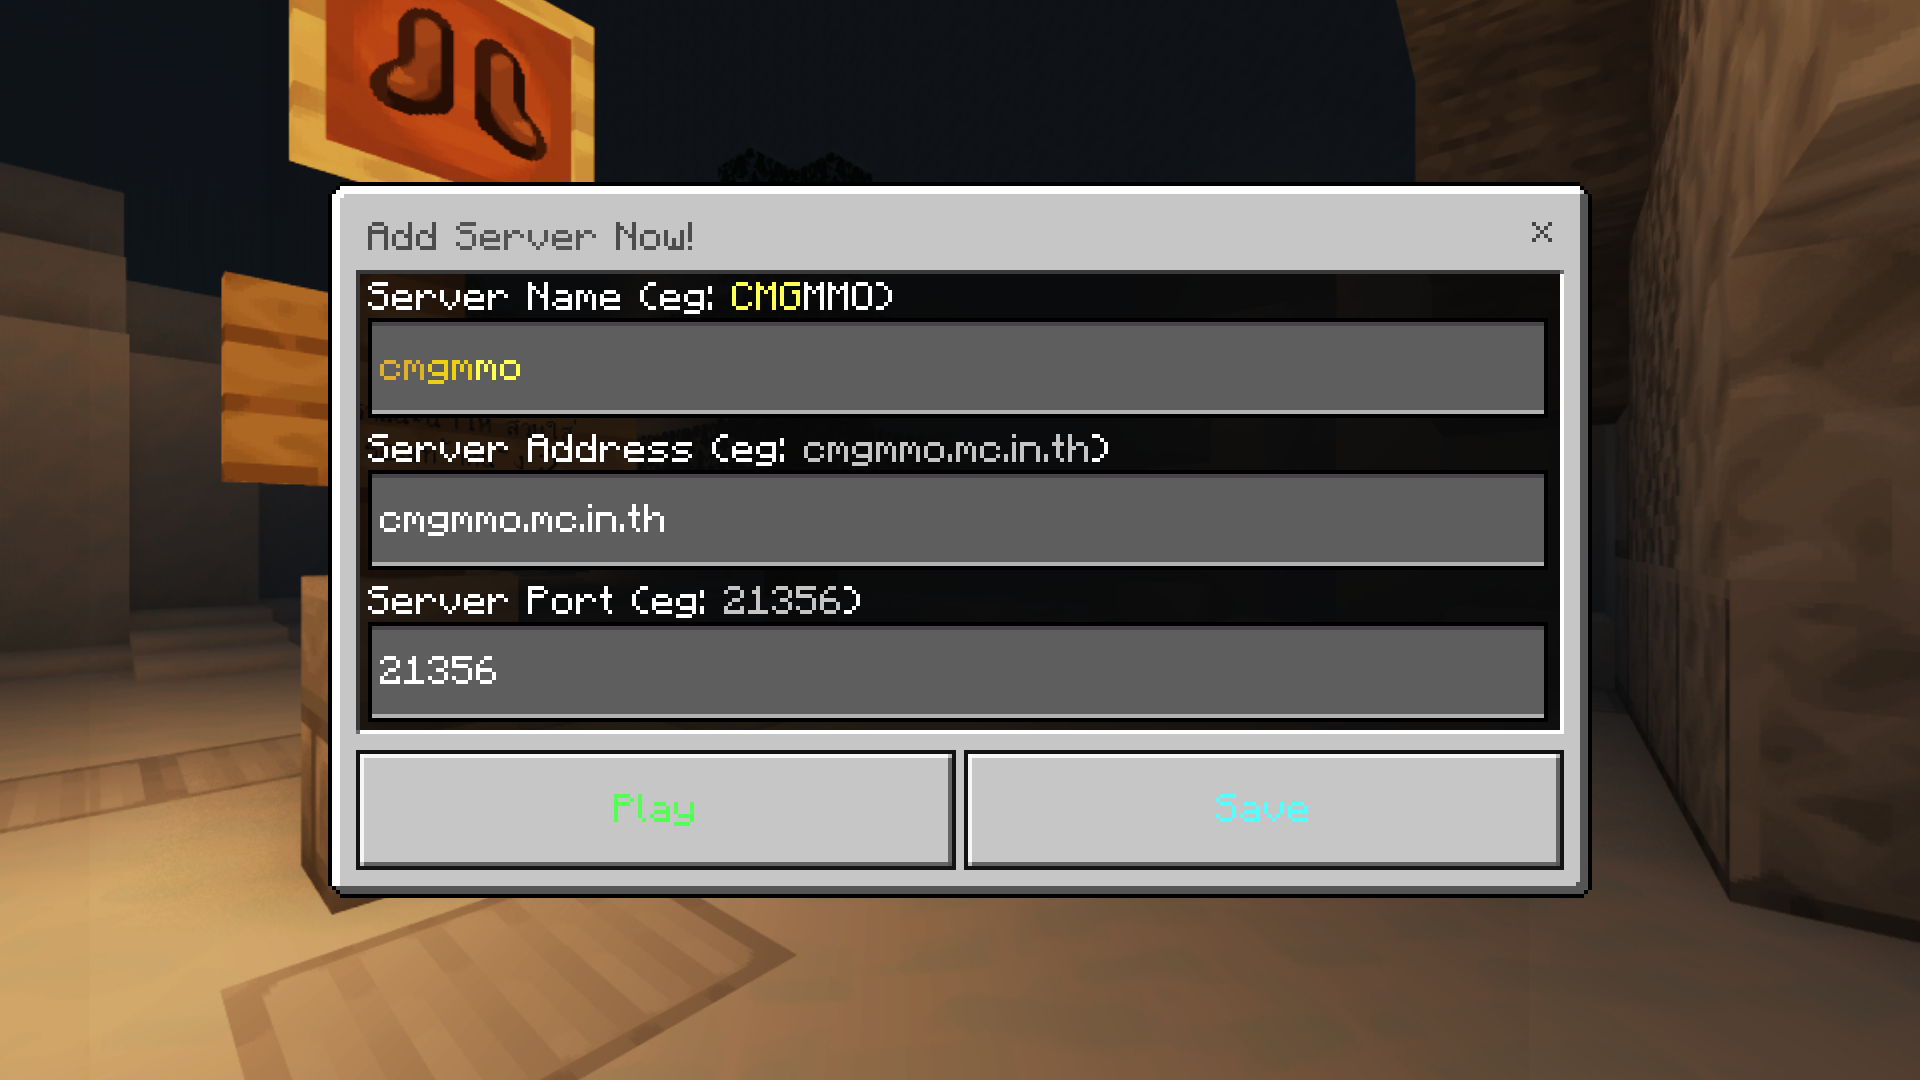 Add Server Now!
Server Name (eg: CMGMMO)
cmgmmo
Server Address (eg: cmgmmo.mc.in.th)
cmgmmo.mc.in.th
Server Port (eg: 21356)
21356
Play
Save